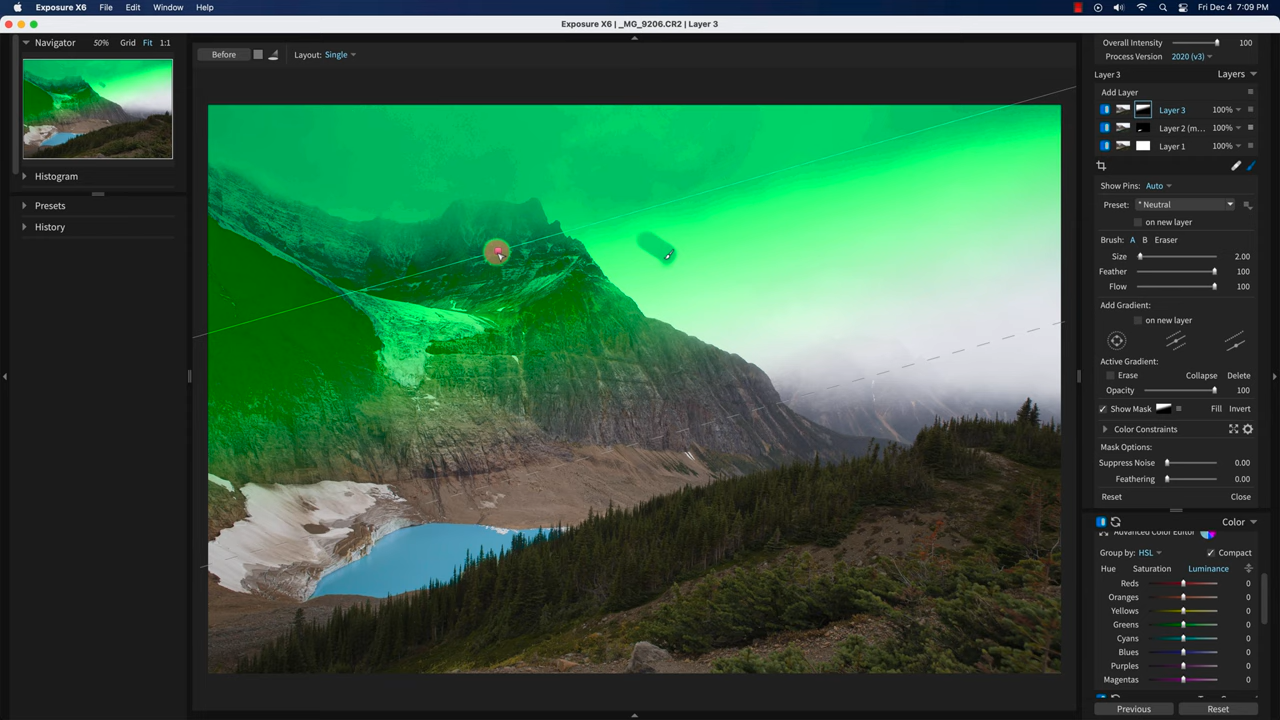 Exposure X6 File Edit Window Help Fri Dec 4 7:09 PM
Exposure X6 | _MG_9206.CR2 | Layer 3
Navigator 50% Grid Fit 1:1
Histogram
Presets
History
Before Layout: Single
Overall Intensity 100
Process Version 2020 (v3)
Layer 3 Layers
Add Layer
Layer 3 100%
Layer 2 (m... 100%
Layer 1 100%
Show Pins: Auto
Preset: * Neutral
on new layer
Brush: A B Eraser
Size 2.00
Feather 100
Flow 100
Add Gradient:
on new layer
Active Gradient:
Erase Collapse Delete
Opacity 100
Show Mask Fill Invert
Color Constraints
Mask Options:
Suppress Noise 0.00
Feathering 0.00
Reset Close
Color
Advanced Color Editor
Group by: HSL Compact
Hue Saturation Luminance
Reds 0
Oranges 0
Yellows 0
Greens 0
Cyans 0
Blues 0
Purples 0
Magentas 0
Previous Reset